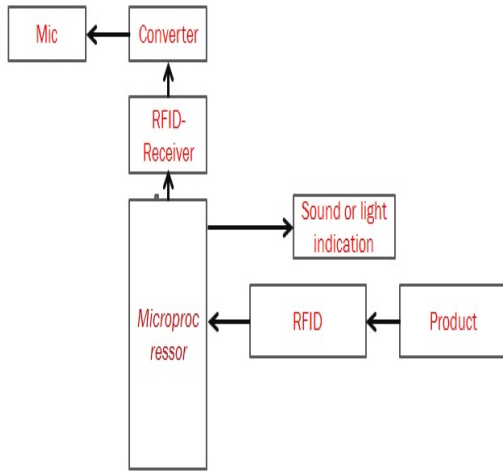 Mic
Converter
RFID-
Receiver
Sound or light
indication
Microproc
ressor
RFID
Product